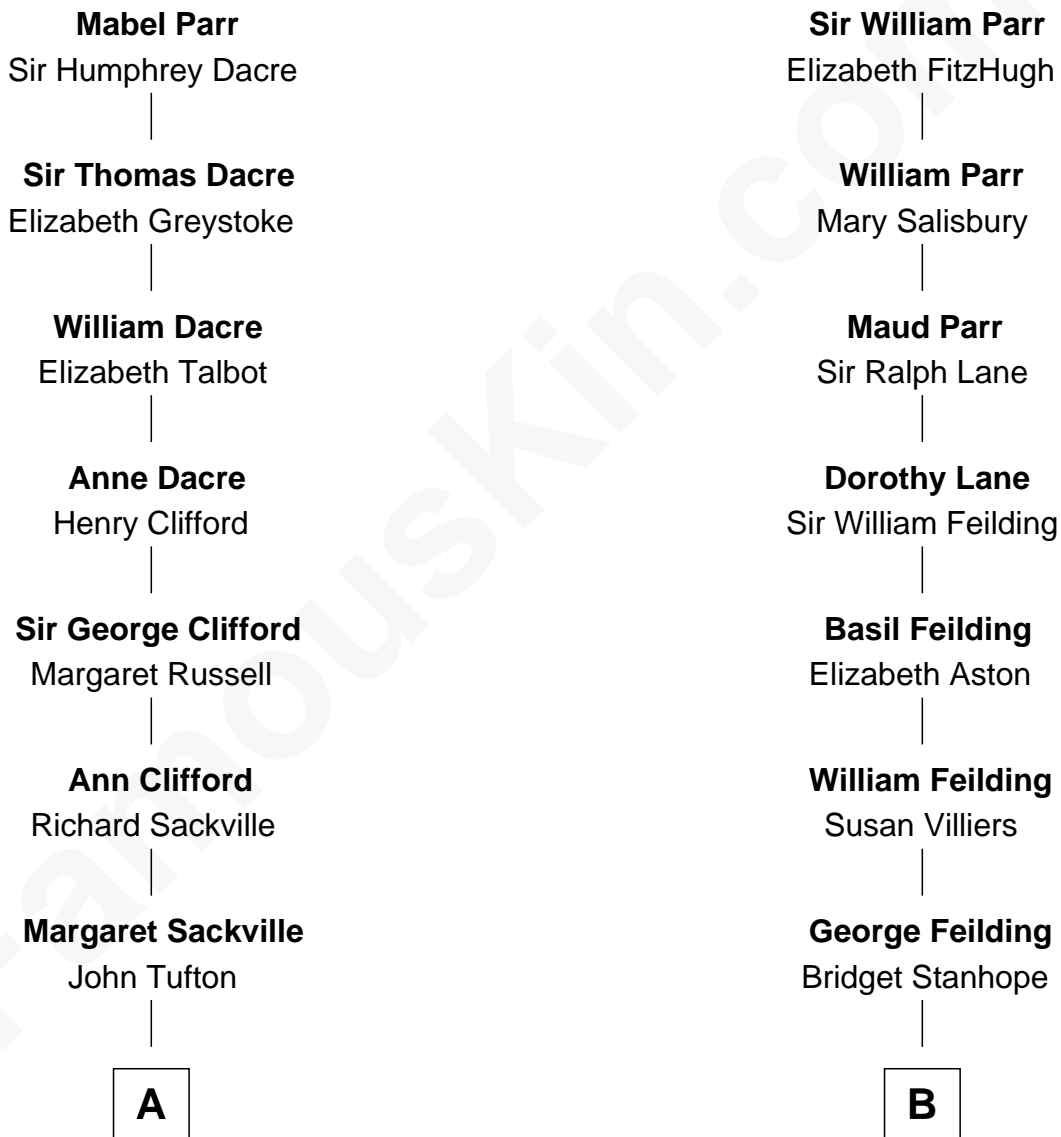 Mabel Parr
Sir Humphrey Dacre
Sir Thomas Dacre
Elizabeth Greystoke
William Dacre
Elizabeth Talbot
Anne Dacre
Henry Clifford
Sir George Clifford
Margaret Russell
Ann Clifford
Richard Sackville
Margaret Sackville
John Tufton
A
Sir William Parr
Elizabeth FitzHugh
William Parr
Mary Salisbury
Maud Parr
Sir Ralph Lane
Dorothy Lane
Sir William Feilding
Basil Feilding
Elizabeth Aston
William Feilding
Susan Villiers
George Feilding
Bridget Stanhope
B
FamousKin.com